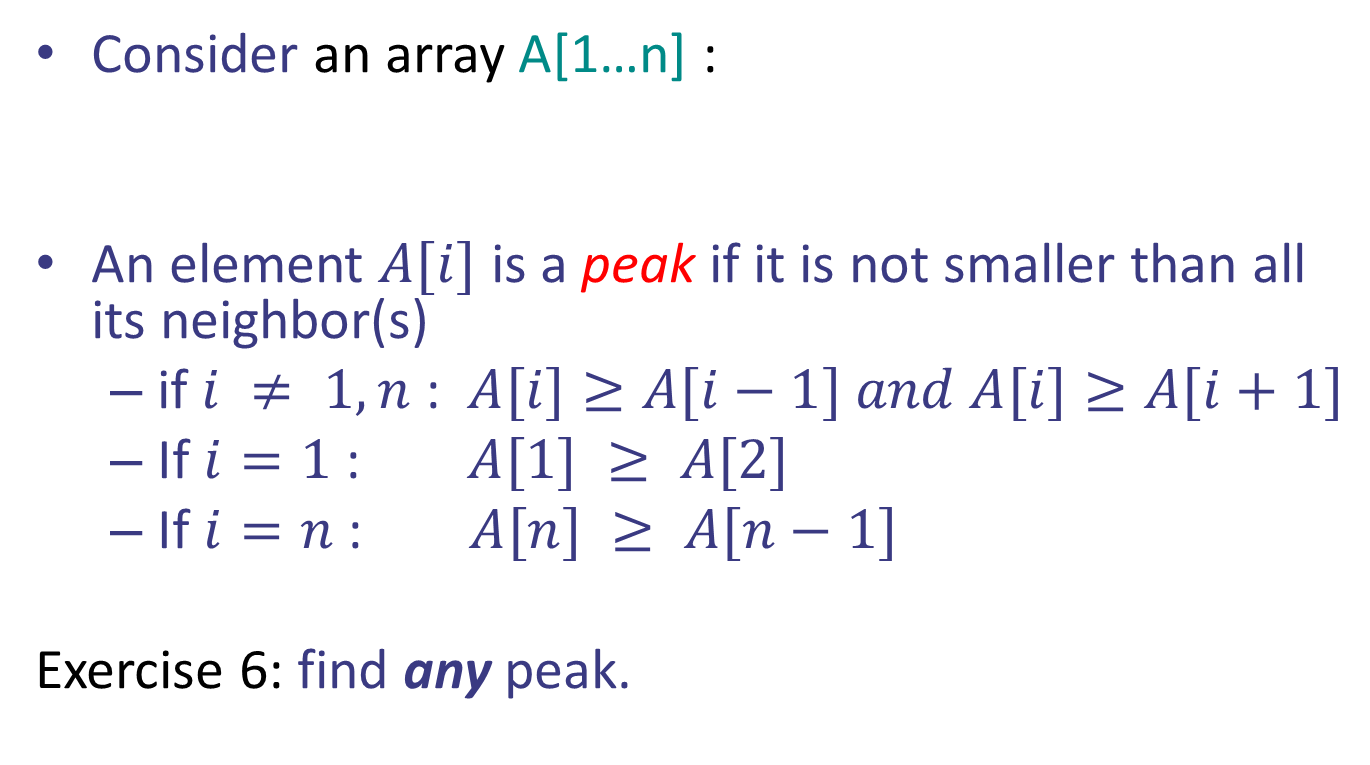 • Consider an array A[1…n] :
• An element A[i] is a peak if it is not smaller than all
its neighbor(s)
– if i ≠ 1, n : A[i] ≥ A[i − 1] and A[i] ≥ A[i + 1]
– If i = 1 : A[1] ≥ A[2]
– If i = n : A[n] ≥ A[n − 1]
Exercise 6: find any peak.